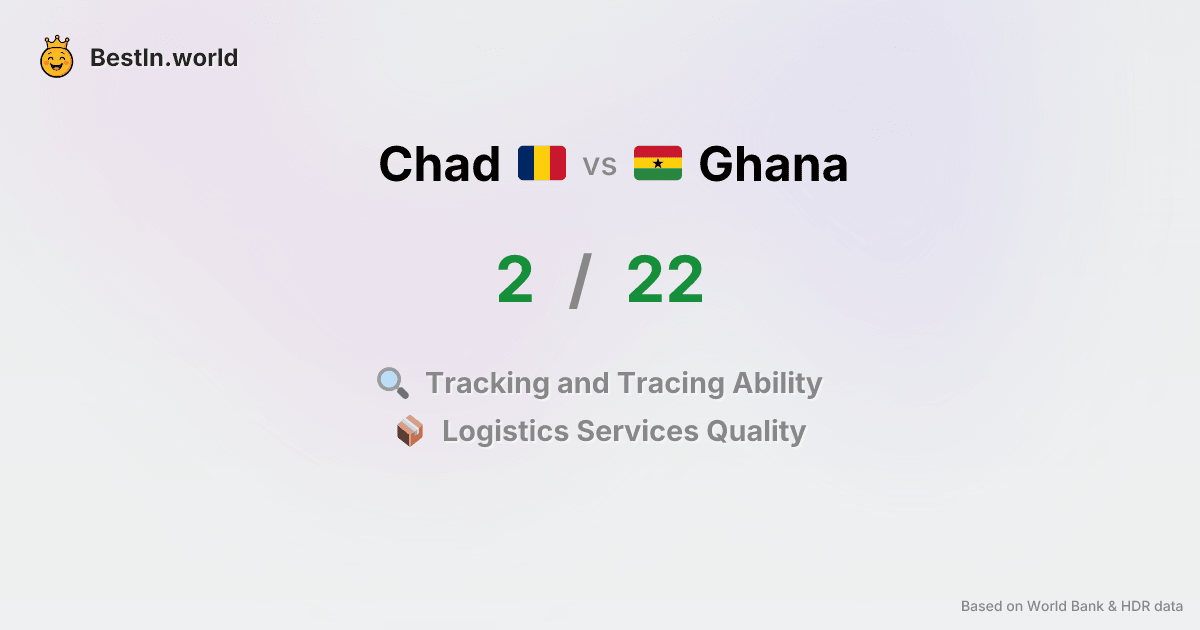 BestIn.world
Chad vs Ghana
2 / 22
Tracking and Tracing Ability
Logistics Services Quality
Based on World Bank & HDR data